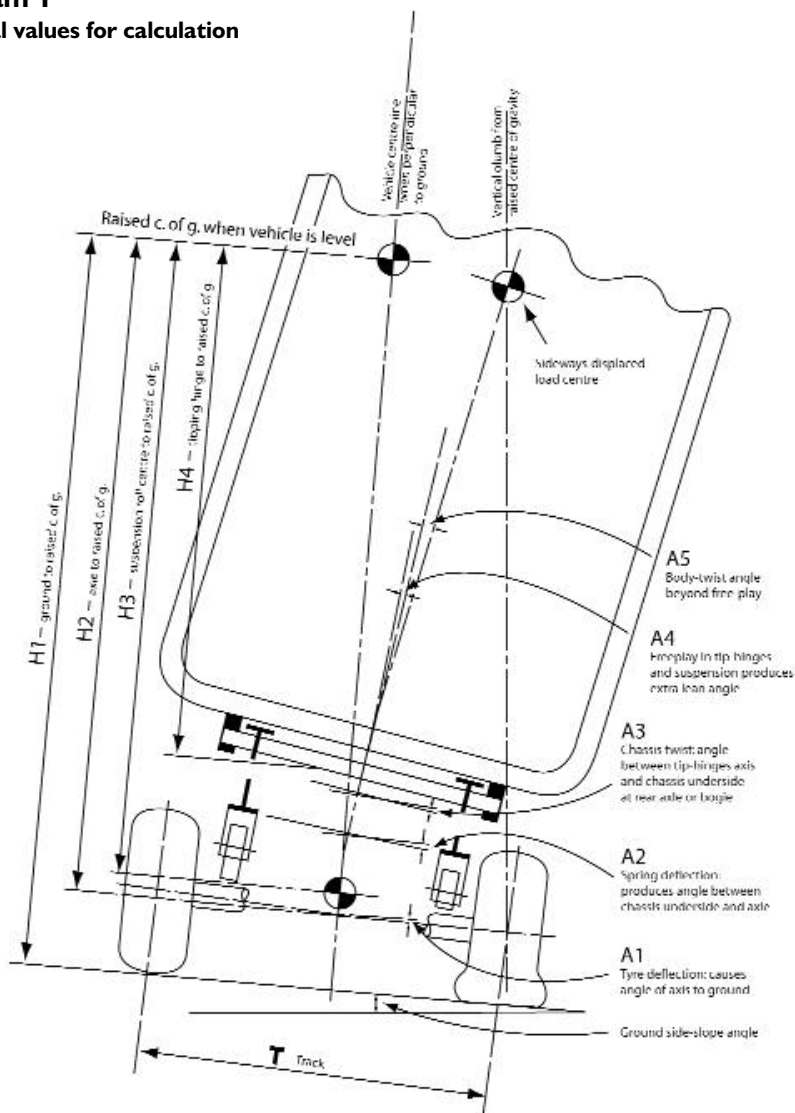 al values for calculation
Vehicle centre line
when perpendicular
to ground
Vertical plumb from
raised centre of gravity
Raised c. of g. when vehicle is level
H1 – ground to raised c. of g.
H2 – axle to raised c. of g.
H3 – suspension roll centre to raised c. of g.
H4 – tipping hinge to raised c. of g.
Sideways displaced
load centre
A5
Body-twist angle
beyond free play
A4
Freeplay in tip-hinges
and suspension produces
extra lean angle
A3
Chassis twist: angle
between tip-hinges axis
and chassis underside
at rear axle or bogie
A2
Spring deflection:
produces angle between
chassis underside and axle
A1
Tyre deflection: causes
angle of axis to ground
Ground side-slope angle
T Track